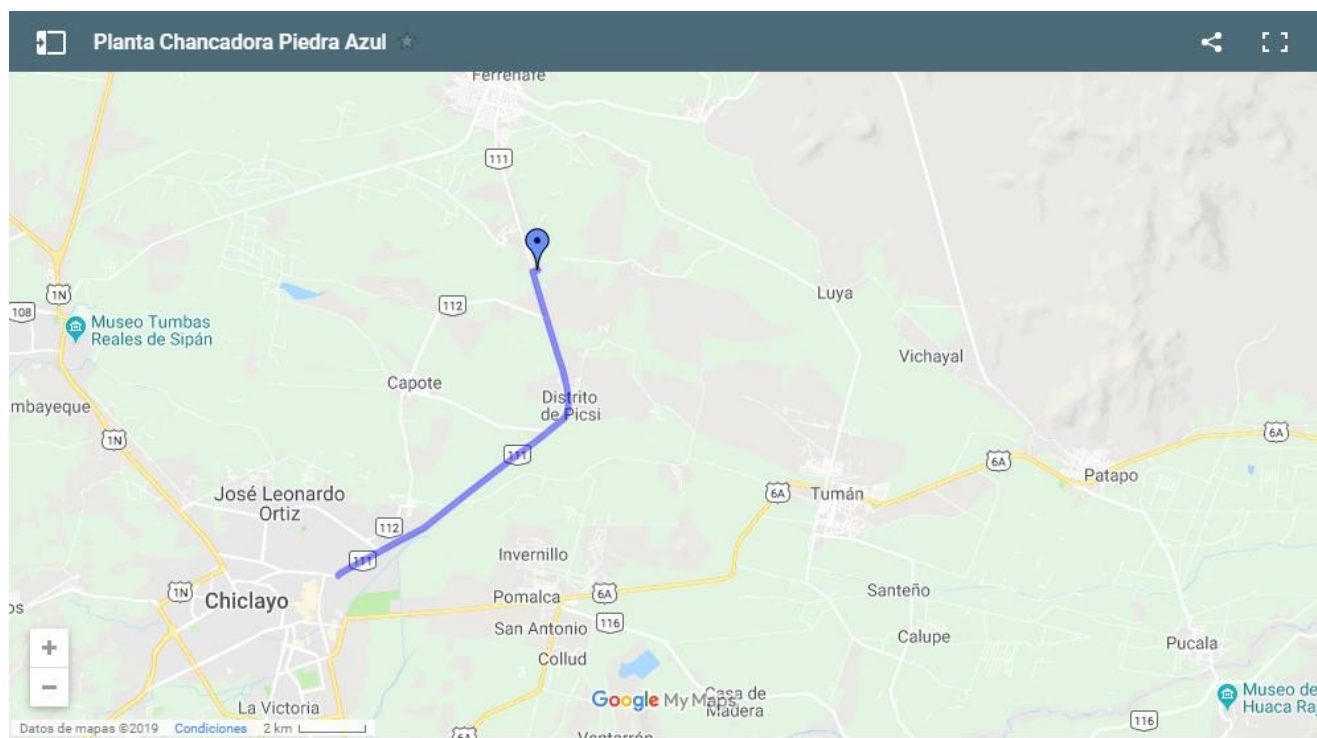 Planta Chancadora Piedra Azul
Ferreñafe
111
1N
108
Museo Tumbas
Reales de Sipán
112
Luya
Vichayal
Capote
Distrito
de Picsi
mbayeque
1N
111
6A
6A
Patapo
José Leonardo
Ortiz
6A
Tumán
112
111
Invernillo
1N
Chiclayo
Pomalca
6A
Santeño
os
San Antonio
116
Calupe
Pucala
Collud
La Victoria
Google My Maps
Casa de
Madera
Museo de
Huaca Raj
116
Datos de mapas ©2019 Condiciones 2 km
6A
Ventarrón